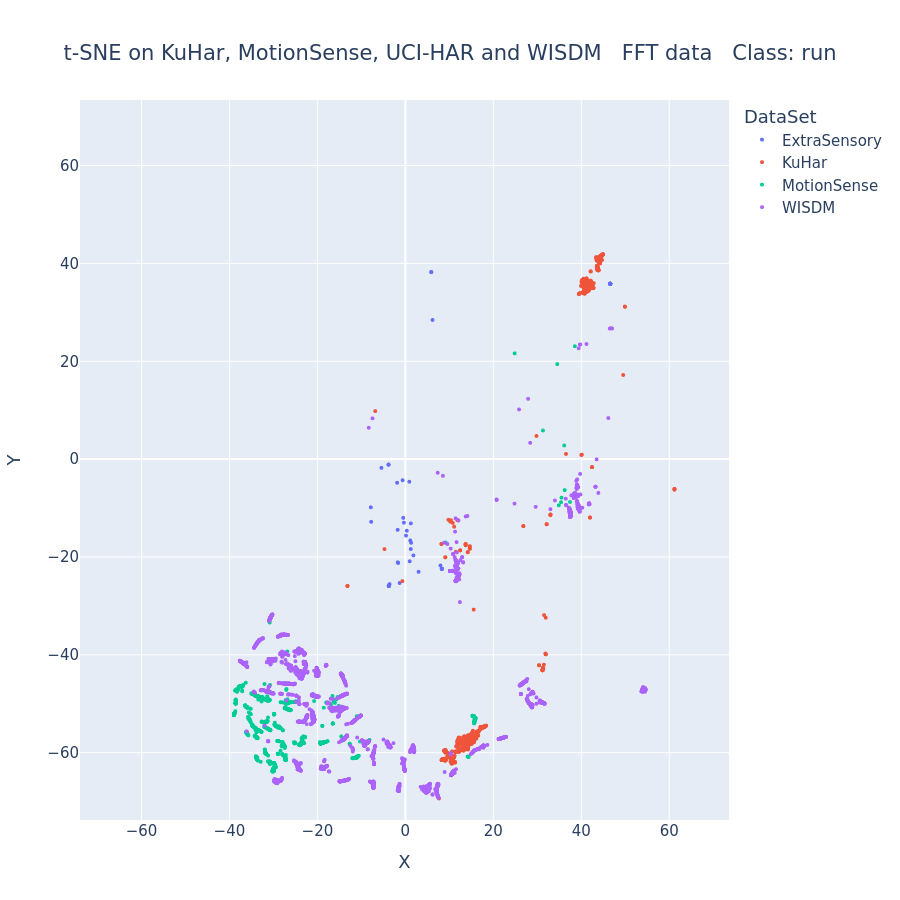 t-SNE on KuHar, MotionSense, UCI-HAR and WISDM   FFT data   Class: run
DataSet
ExtraSensory
KuHar
MotionSense
WISDM
60
40
20
0
−20
−40
−60
Y
−60
−40
−20
0
20
40
60
X